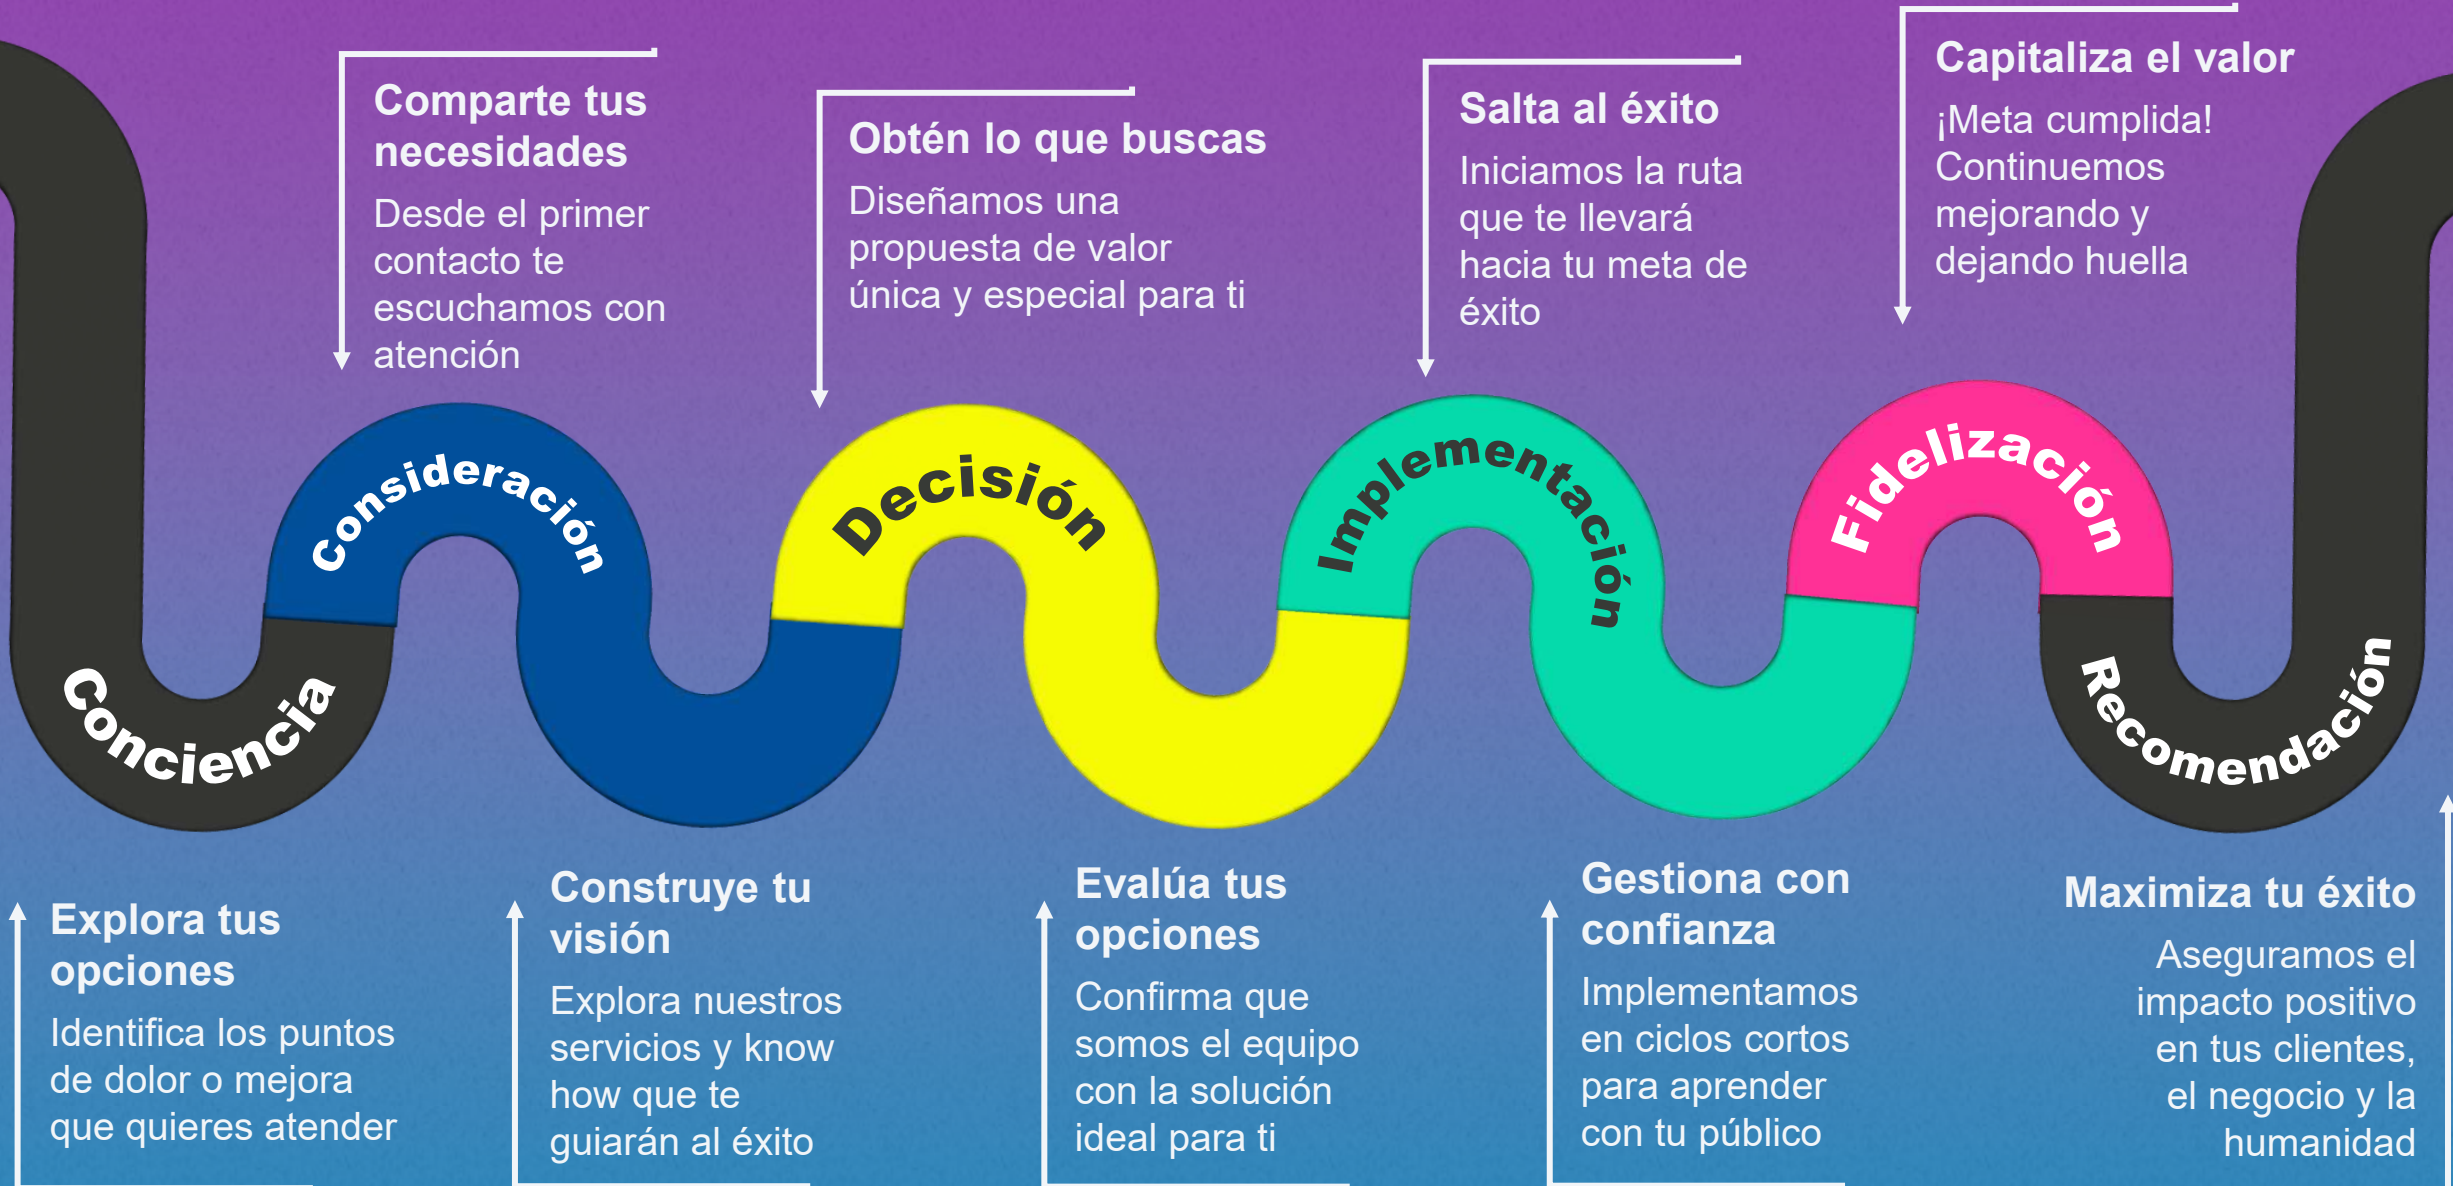 Comparte tus
necesidades
Desde el primer
contacto te
escuchamos con
atención
Obtén lo que buscas
Diseñamos una
propuesta de valor
única y especial para ti
Salta al éxito
Iniciamos la ruta
que te llevará
hacia tu meta de
éxito
Capitaliza el valor
¡Meta cumplida!
Continuemos
mejorando y
dejando huella
Conciencia
Consideración
Decisión
Implementación
Fidelización
Recomendación
Explora tus
opciones
Identifica los puntos
de dolor o mejora
que quieres atender
Construye tu
visión
Explora nuestros
servicios y know
how que te
guiarán al éxito
Evalúa tus
opciones
Confirma que
somos el equipo
con la solución
ideal para ti
Gestiona con
confianza
Implementamos
en ciclos cortos
para aprender
con tu público
Maximiza tu éxito
Aseguramos el
impacto positivo
en tus clientes,
el negocio y la
humanidad